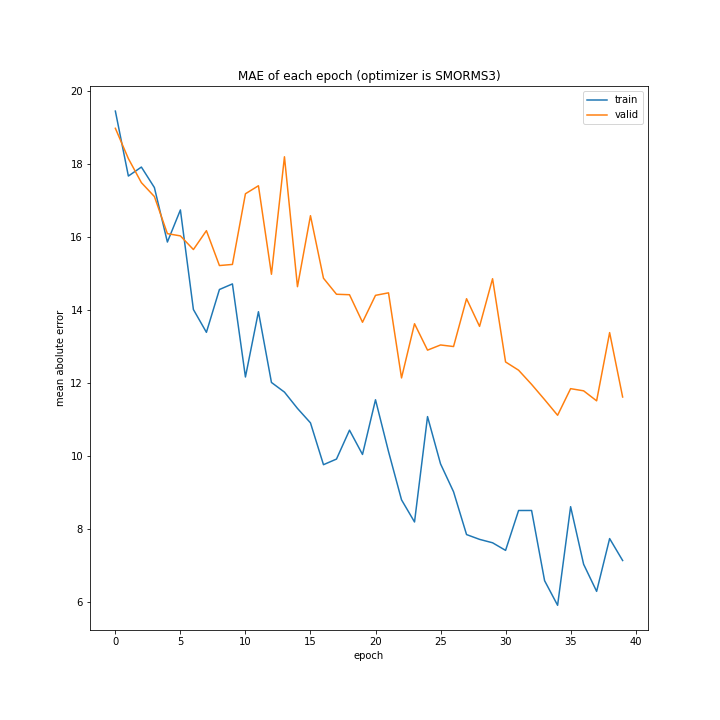 MAE of each epoch (optimizer is SMORMS3)
train
valid
20
18
16
14
12
10
8
6
mean abolute error
0 5 10 15 20 25 30 35 40
epoch